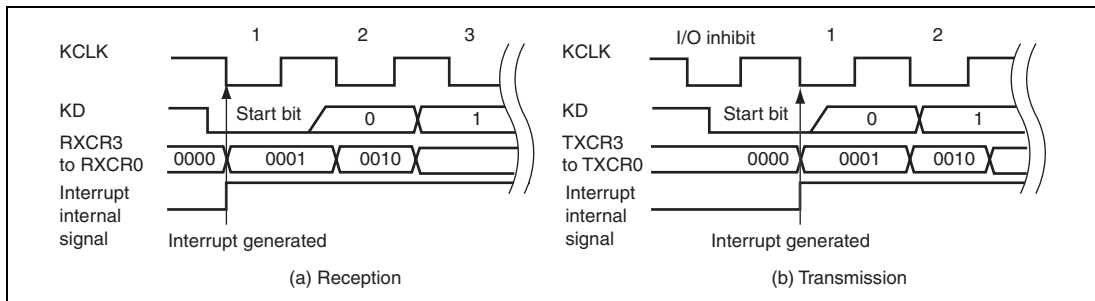 1 2 3
KCLK
KD
Start bit 0 1
RXCR3
to RXCR0
0000 0001 0010
Interrupt
internal
signal
Interrupt generated
(a) Reception
I/O inhibit 1 2
KCLK
KD
Start bit 0 1
TXCR3
to TXCR0
0000 0001 0010
Interrupt
internal
signal
Interrupt generated
(b) Transmission